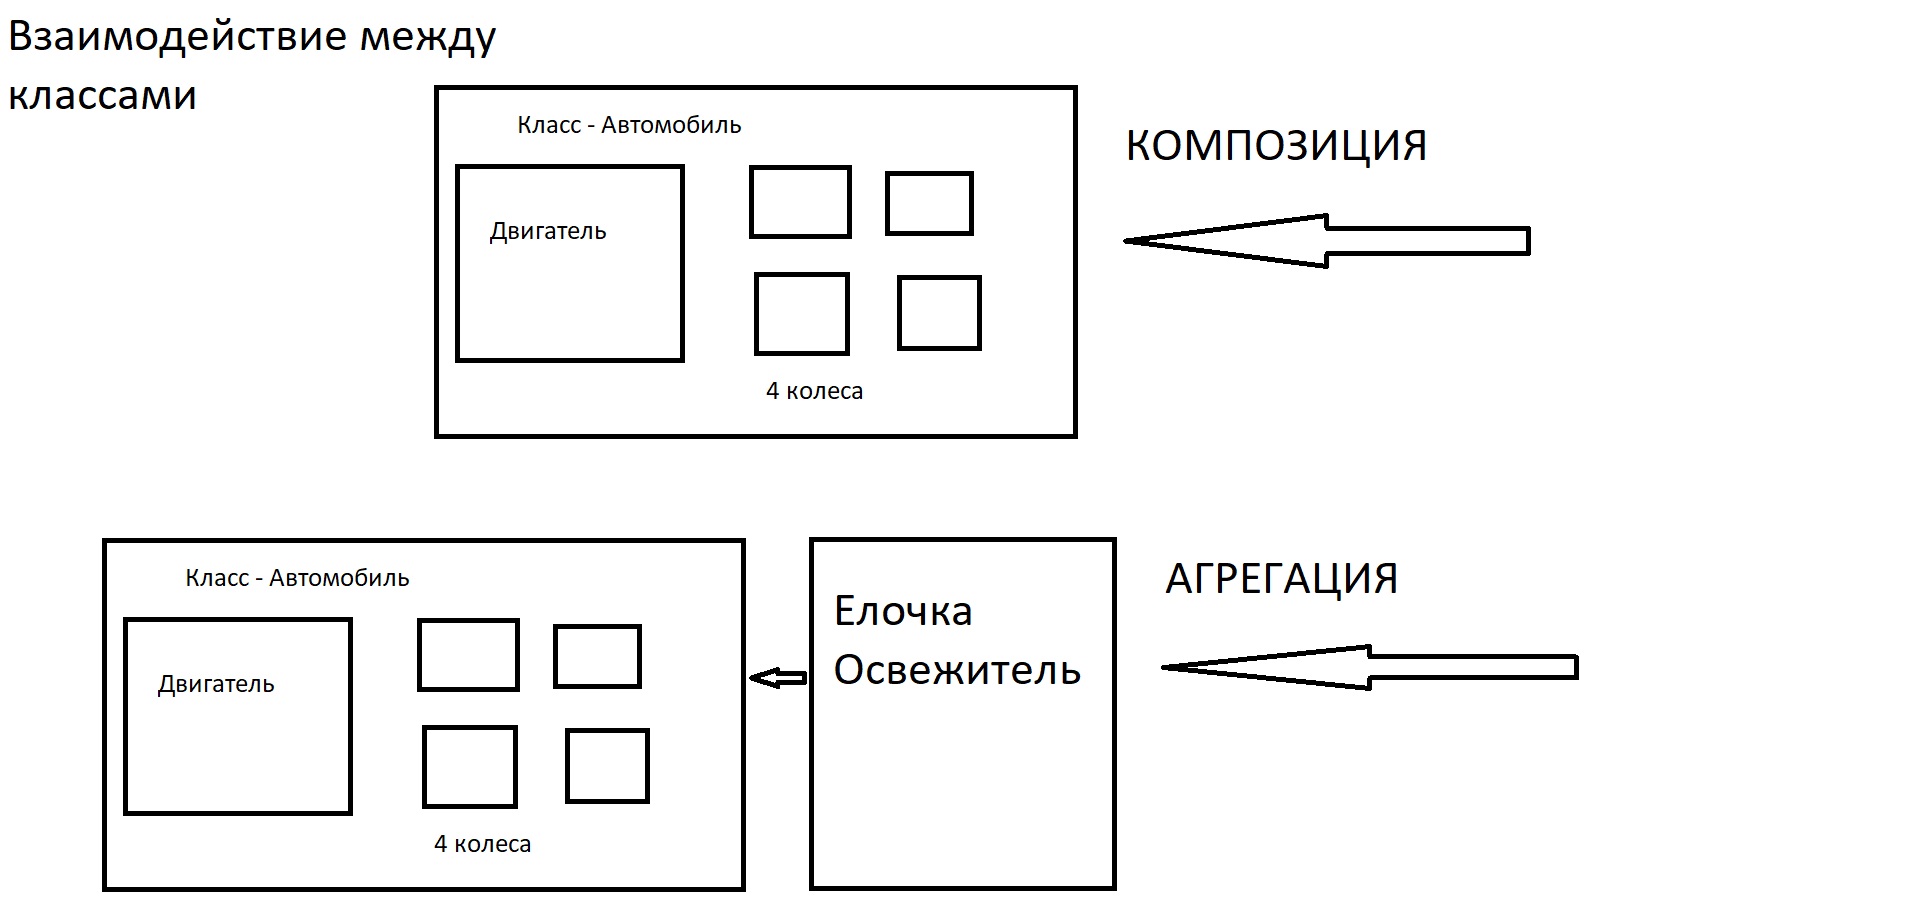 Взаимодействие между
классами
Класс - Автомобиль
КОМПОЗИЦИЯ
Двигатель
4 колеса
Класс - Автомобиль
АГРЕГАЦИЯ
Елочка
Освежитель
Двигатель
4 колеса